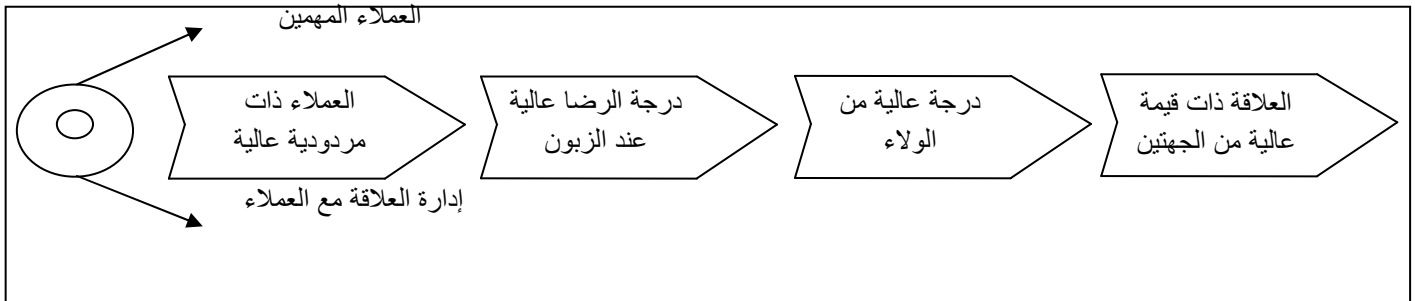 العملاء المهمين
العملاء ذات
مردودية عالية
درجة الرضا عالية
عند الزبون
درجة عالية من
الولاء
العلاقة ذات قيمة
عالية من الجهتين
إدارة العلاقة مع العملاء